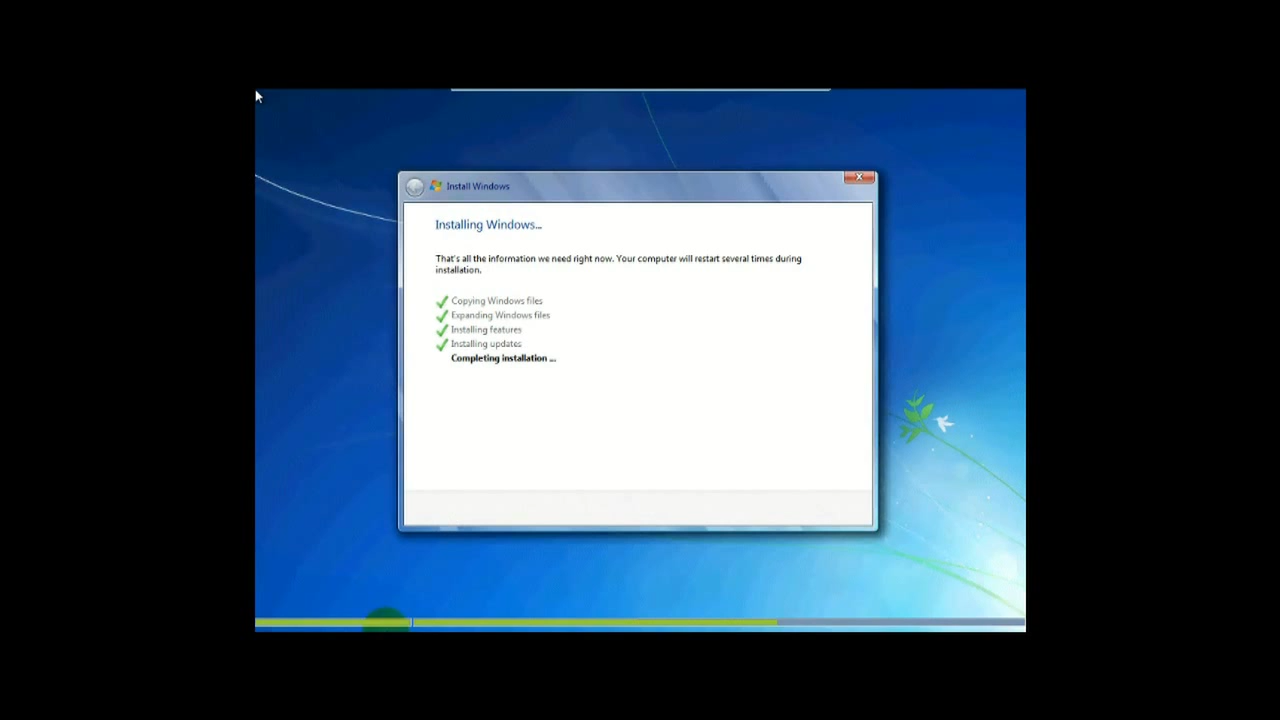 Install Windows
Installing Windows...
That's all the information we need right now. Your computer will restart several times during
installation.
Copying Windows files
Expanding Windows files
Installing features
Installing updates
Completing installation ...